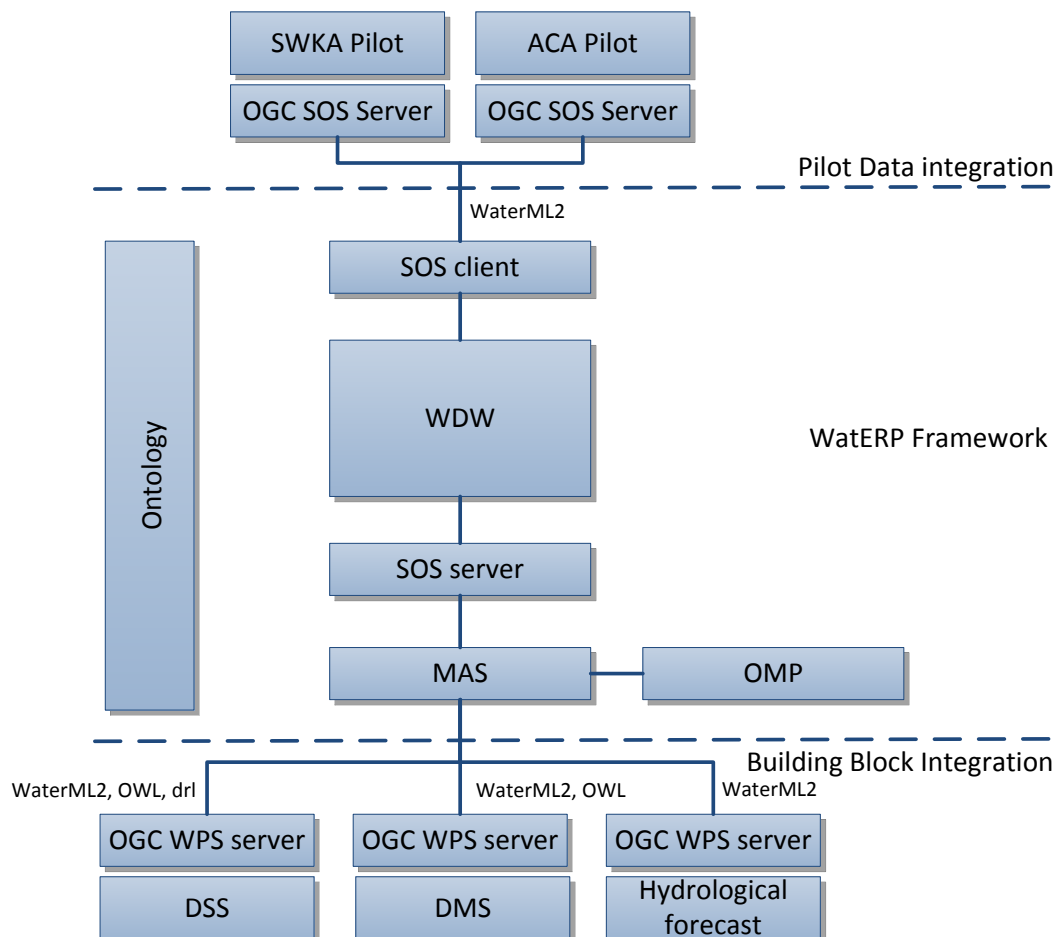 SWKA Pilot
ACA Pilot
OGC SOS Server
OGC SOS Server
Pilot Data integration
WaterML2
SOS client
Ontology
WDW
WatERP Framework
SOS server
MAS
OMP
Building Block Integration
WaterML2, OWL, drl
WaterML2, OWL
WaterML2
OGC WPS server
OGC WPS server
OGC WPS server
DSS
DMS
Hydrological
forecast